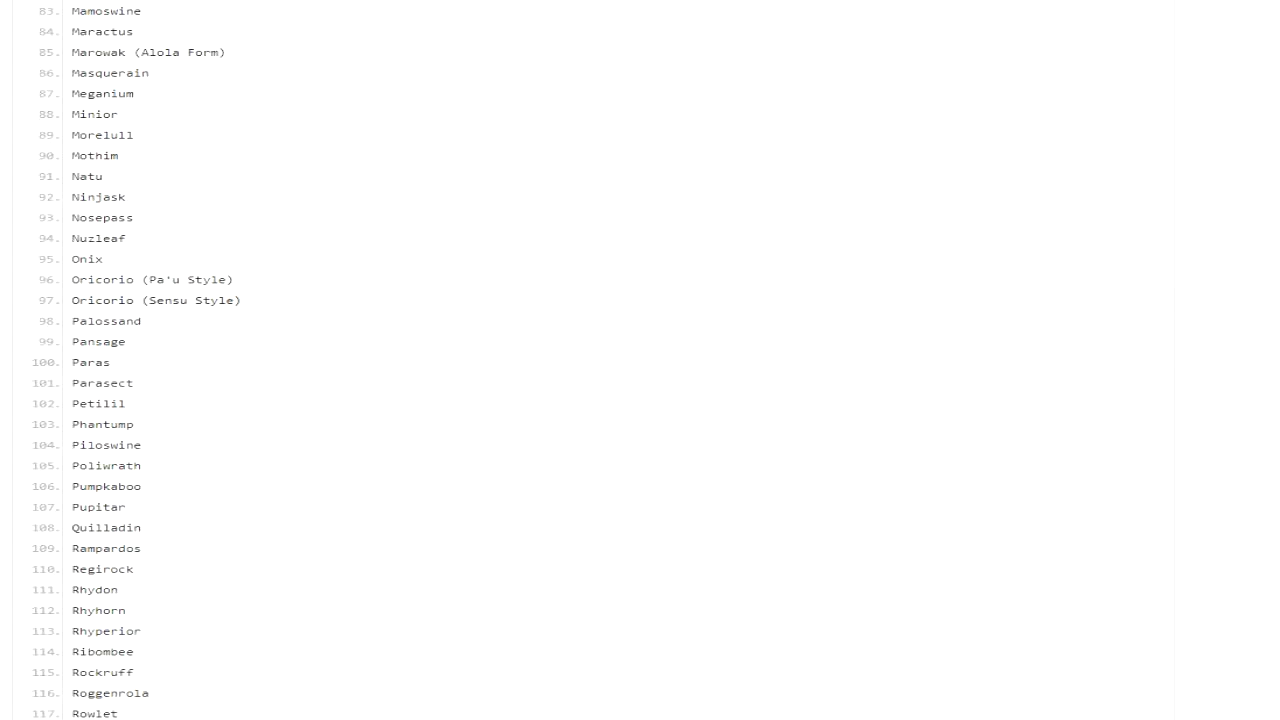 83. Mamoswine
84. Maractus
85. Marowak (Alola Form)
86. Masquerain
87. Meganium
88. Minior
89. Morelull
90. Mothim
91. Natu
92. Ninjask
93. Nosepass
94. Nuzleaf
95. Onix
96. Oricorio (Pa'u Style)
97. Oricorio (Sensu Style)
98. Palossand
99. Pansage
100. Paras
101. Parasect
102. Petilil
103. Phantump
104. Piloswine
105. Poliwrath
106. Pumpkaboo
107. Pupitar
108. Quilladin
109. Rampardos
110. Regirock
111. Rhydon
112. Rhyhorn
113. Rhyperior
114. Ribombee
115. Rockruff
116. Roggenrola
117. Rowlet